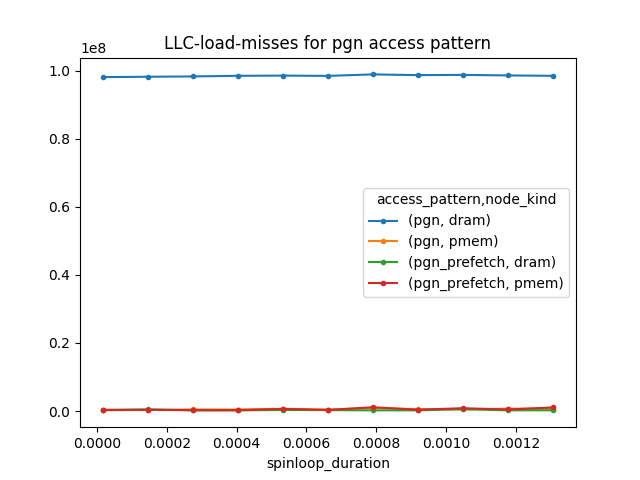 LLC-load-misses for pgn access pattern
1e8
1.0
0.8
0.6
0.4
0.2
0.0
access_pattern,node_kind
(pgn, dram)
(pgn, pmem)
(pgn_prefetch, dram)
(pgn_prefetch, pmem)
0.0000 0.0002 0.0004 0.0006 0.0008 0.0010 0.0012
spinloop_duration